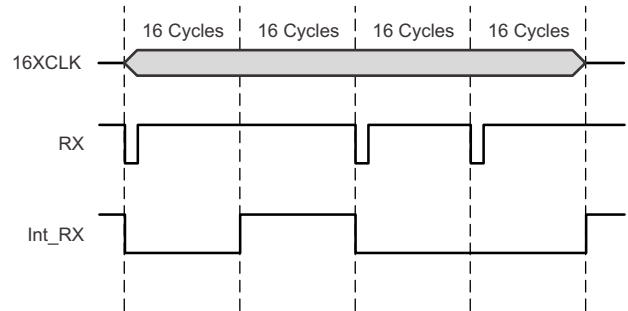 16 Cycles 16 Cycles 16 Cycles 16 Cycles
16XCLK
RX
Int_RX